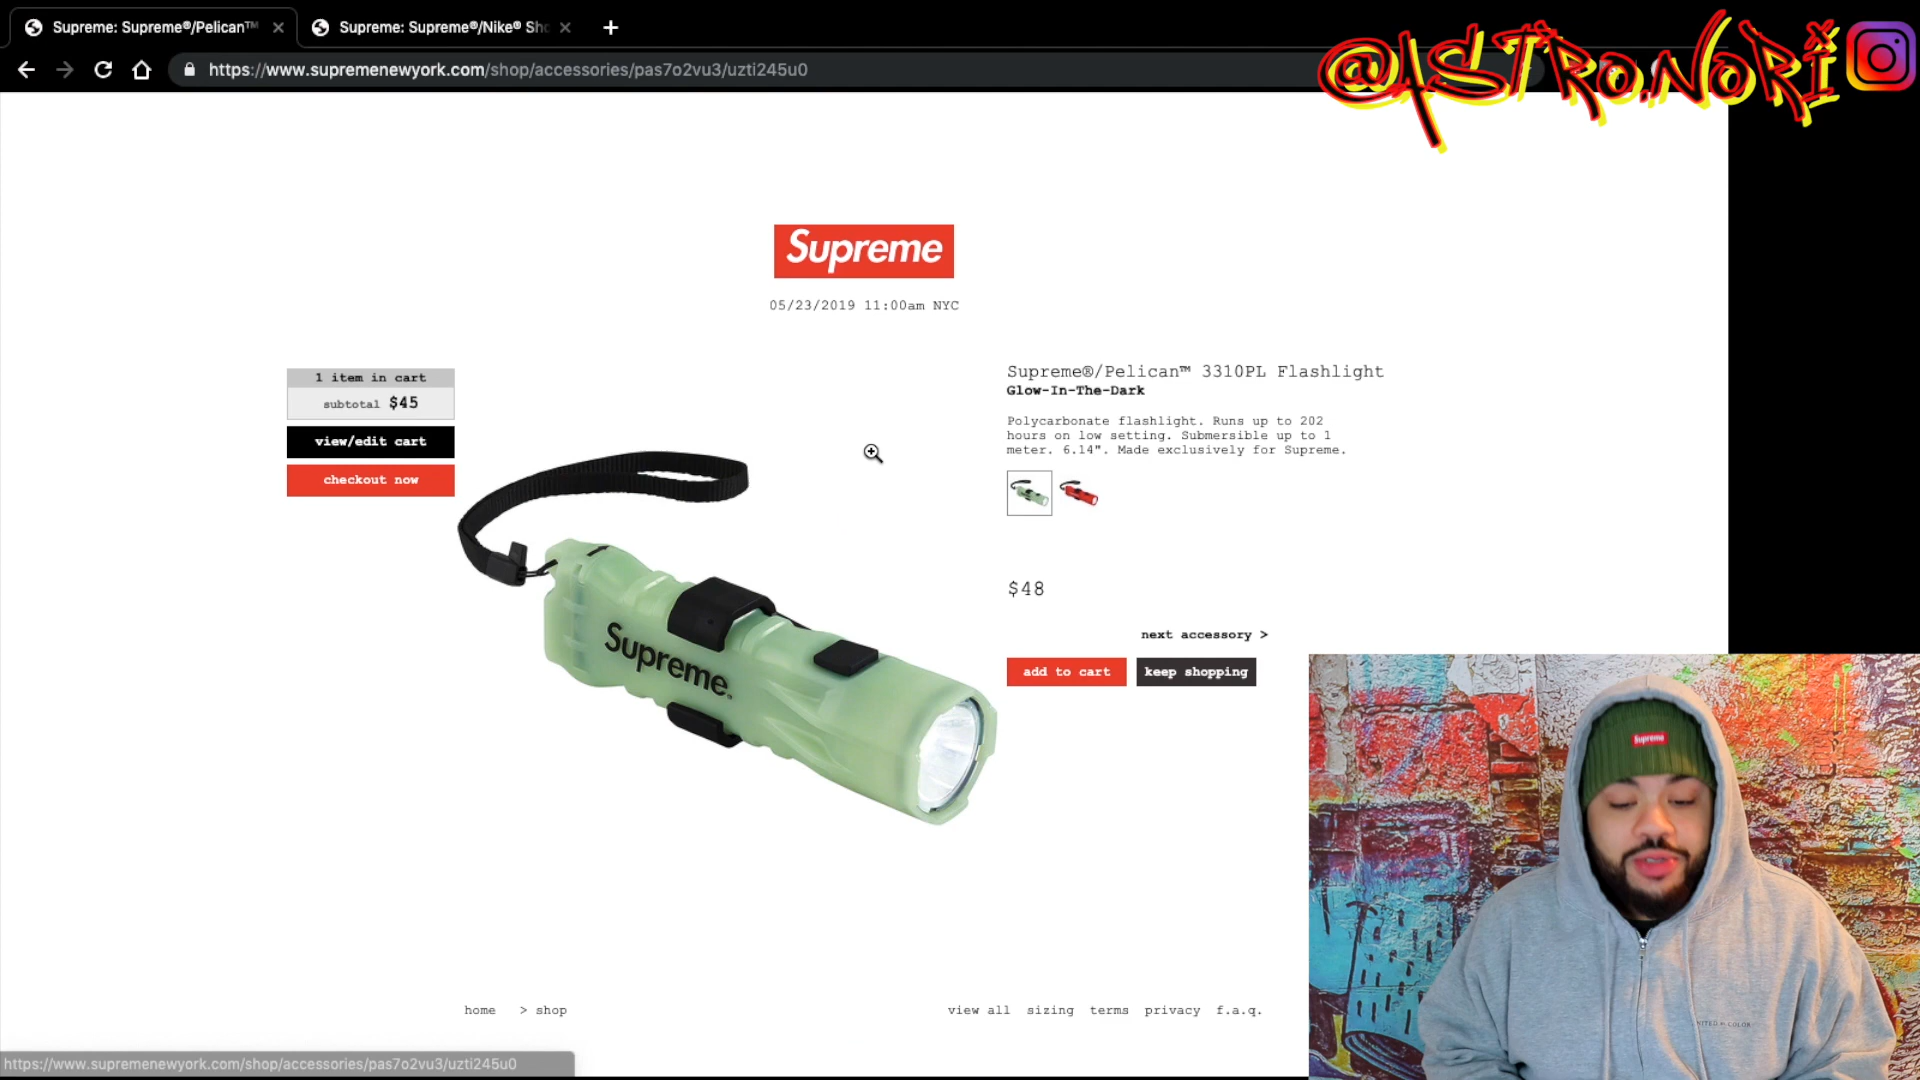 Supreme: Supreme®/Pelican™
Supreme: Supreme®/Nike® Sho
https://www.supremenewyork.com/shop/accessories/pas7o2vu3/uzti245u0
@ASTRO.NORI
Supreme
05/23/2019 11:00am NYC
1 item in cart
subtotal $45
view/edit cart
checkout now
Supreme®/Pelican™ 3310PL Flashlight
Glow-In-The-Dark
Polycarbonate flashlight. Runs up to 202
hours on low setting. Submersible up to 1
meter. 6.14". Made exclusively for Supreme.
$48
next accessory >
add to cart
keep shopping
Supreme.
Supreme
home
> shop
view all
sizing
terms
privacy
f.a.q.
https://www.supremenewyork.com/shop/accessories/pas7o2vu3/uzti245u0